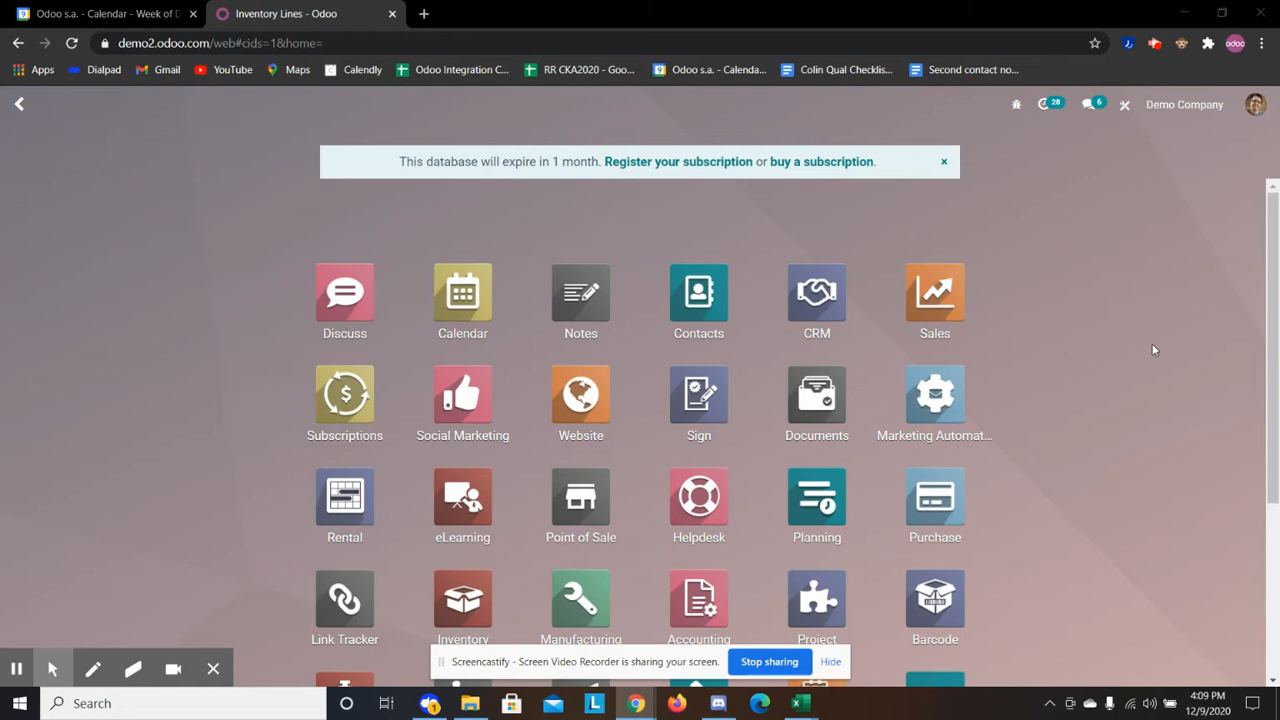 Odoo s.a. - Calendar - Week of D
Inventory Lines - Odoo
demo2.odoo.com/web#cids=1&home=
Apps
Dialpad
Gmail
YouTube
Maps
Calendly
Odoo Integration C...
RR CKA2020 - Goo...
Odoo s.a. - Calenda...
Colin Qual Checklis...
Second contact no...
28
6
Demo Company
This database will expire in 1 month. Register your subscription or buy a subscription.
Discuss
Calendar
Notes
Contacts
CRM
Sales
Subscriptions
Social Marketing
Website
Sign
Documents
Marketing Automat...
Rental
eLearning
Point of Sale
Helpdesk
Planning
Purchase
Link Tracker
Inventory
Manufacturing
Accounting
Project
Barcode
Screencastify - Screen Video Recorder is sharing your screen.
Stop sharing
Hide
Search
4:09 PM
12/9/2020